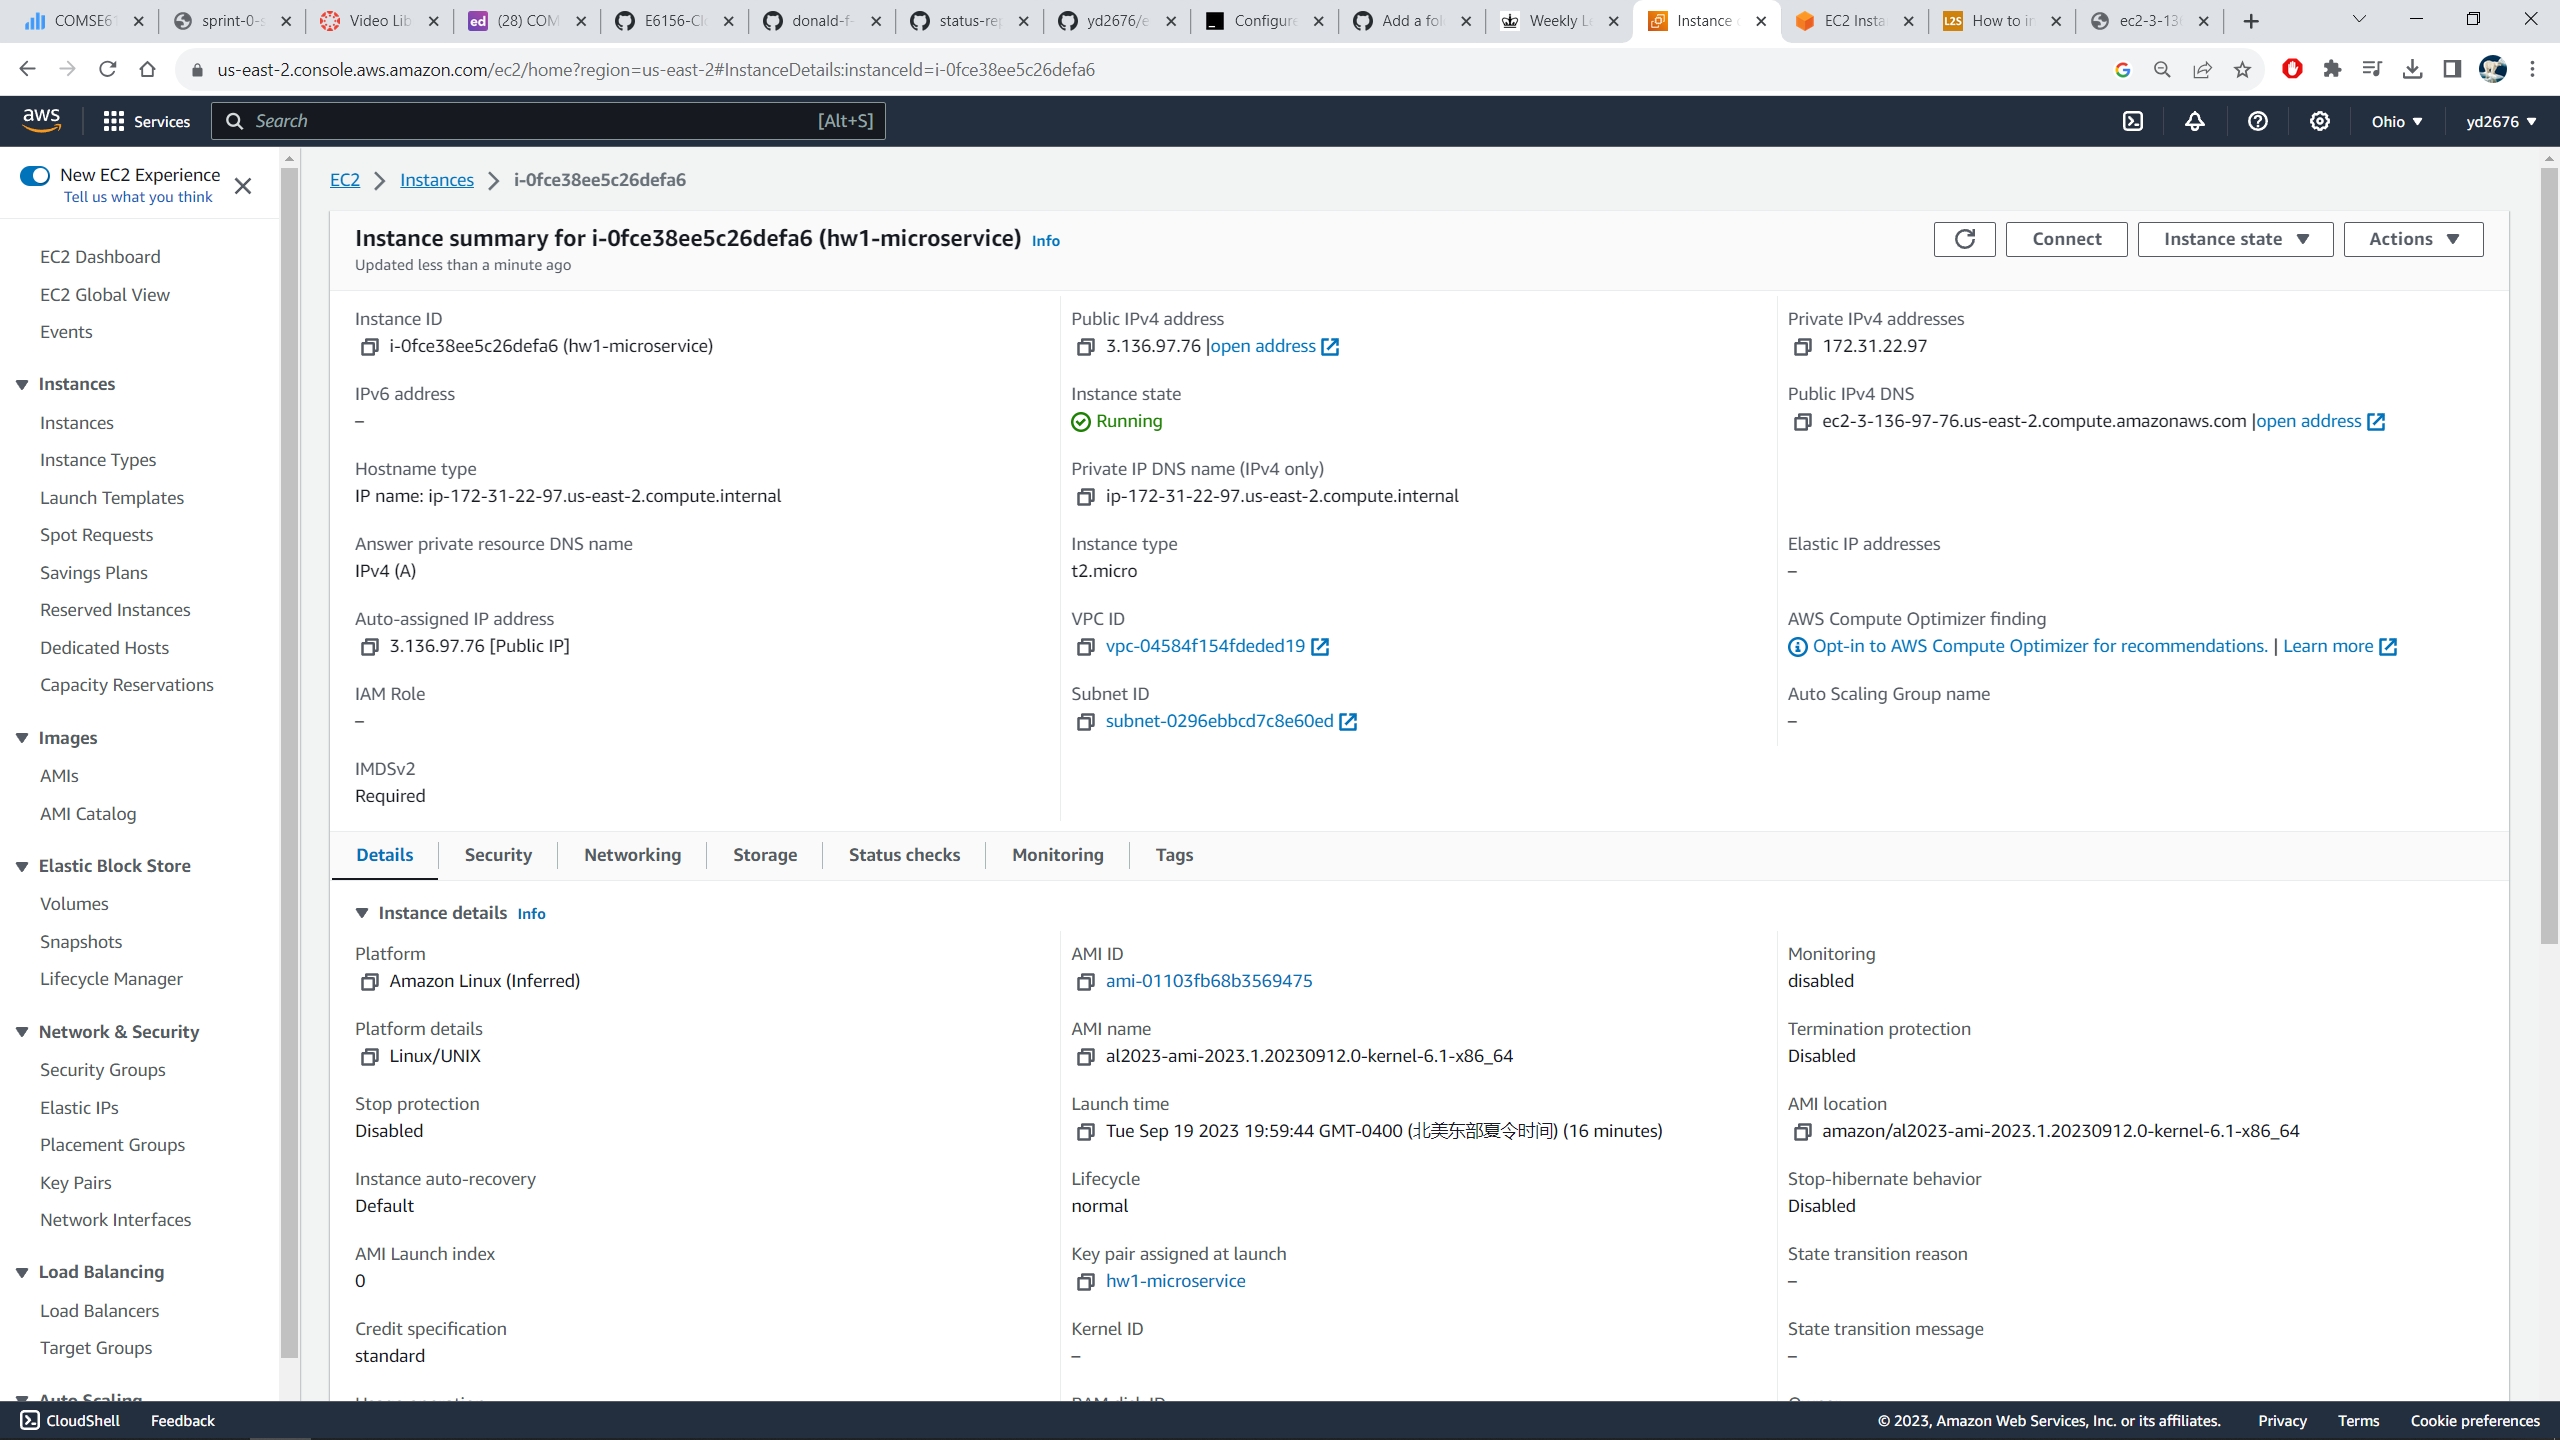 COMSE61
sprint-0-s
Video Lib
(28) COM
E6156-Clo
donald-f-
status-rep
yd2676/e
Configure
Add a fol
Weekly Le
Instance
EC2 Insta
How to in
ec2-3-13
us-east-2.console.aws.amazon.com/ec2/home?region=us-east-2#InstanceDetails:instanceId=i-0fce38ee5c26defa6
aws
Services
Search
[Alt+S]
Ohio
yd2676
New EC2 Experience
Tell us what you think
EC2 Dashboard
EC2 Global View
Events
Instances
Instances
Instance Types
Launch Templates
Spot Requests
Savings Plans
Reserved Instances
Dedicated Hosts
Capacity Reservations
Images
AMIs
AMI Catalog
Elastic Block Store
Volumes
Snapshots
Lifecycle Manager
Network & Security
Security Groups
Elastic IPs
Placement Groups
Key Pairs
Network Interfaces
Load Balancing
Load Balancers
Target Groups
Auto Scaling
EC2 > Instances > i-0fce38ee5c26defa6
Instance summary for i-0fce38ee5c26defa6 (hw1-microservice) Info
Updated less than a minute ago
Connect
Instance state
Actions
Instance ID
i-0fce38ee5c26defa6 (hw1-microservice)
Public IPv4 address
3.136.97.76 |open address
Private IPv4 addresses
172.31.22.97
IPv6 address
–
Instance state
Running
Public IPv4 DNS
ec2-3-136-97-76.us-east-2.compute.amazonaws.com |open address
Hostname type
IP name: ip-172-31-22-97.us-east-2.compute.internal
Private IP DNS name (IPv4 only)
ip-172-31-22-97.us-east-2.compute.internal
Answer private resource DNS name
IPv4 (A)
Instance type
t2.micro
Elastic IP addresses
–
Auto-assigned IP address
3.136.97.76 [Public IP]
VPC ID
vpc-04584f154fdeded19
AWS Compute Optimizer finding
Opt-in to AWS Compute Optimizer for recommendations. | Learn more
IAM Role
–
Subnet ID
subnet-0296ebbcd7c8e60ed
Auto Scaling Group name
–
IMDSv2
Required
Details
Security
Networking
Storage
Status checks
Monitoring
Tags
Instance details Info
Platform
Amazon Linux (Inferred)
AMI ID
ami-01103fb68b3569475
Monitoring
disabled
Platform details
Linux/UNIX
AMI name
al2023-ami-2023.1.20230912.0-kernel-6.1-x86_64
Termination protection
Disabled
Stop protection
Disabled
Launch time
Tue Sep 19 2023 19:59:44 GMT-0400 (北美东部夏令时间) (16 minutes)
AMI location
amazon/al2023-ami-2023.1.20230912.0-kernel-6.1-x86_64
Instance auto-recovery
Default
Lifecycle
normal
Stop-hibernate behavior
Disabled
AMI Launch index
0
Key pair assigned at launch
hw1-microservice
State transition reason
–
Credit specification
standard
Kernel ID
–
State transition message
–
CloudShell
Feedback
© 2023, Amazon Web Services, Inc. or its affiliates.
Privacy
Terms
Cookie preferences